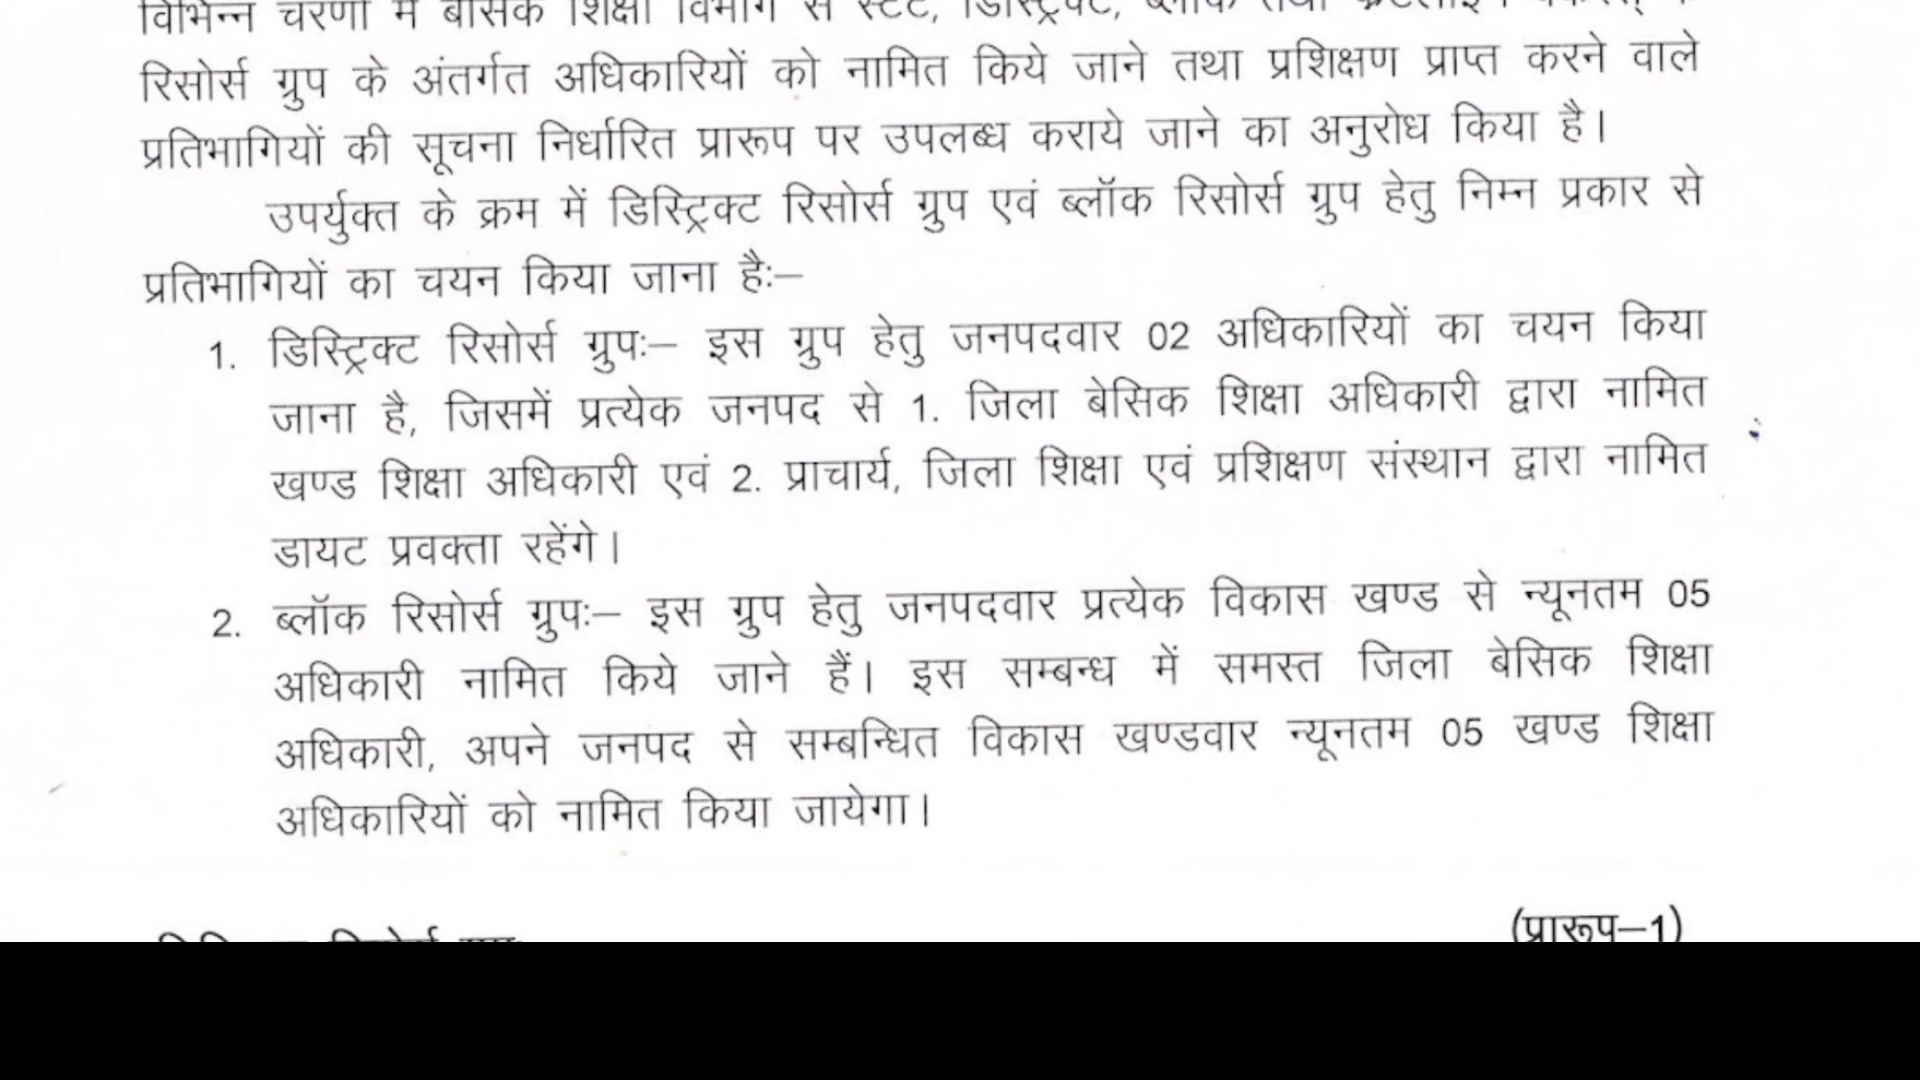 विभिन्न चरणों में बेसिक शिक्षा विभाग से स्टेट, डिस्ट्रिक्ट, ब्लॉक तथा
रिसोर्स ग्रुप के अंतर्गत अधिकारियों को नामित किये जाने तथा प्रशिक्षण प्राप्त करने वाले
प्रतिभागियों की सूचना निर्धारित प्रारूप पर उपलब्ध कराये जाने का अनुरोध किया है।
उपर्युक्त के क्रम में डिस्ट्रिक्ट रिसोर्स ग्रुप एवं ब्लॉक रिसोर्स ग्रुप हेतु निम्न प्रकार से
प्रतिभागियों का चयन किया जाना हैः–
1. डिस्ट्रिक्ट रिसोर्स ग्रुपः– इस ग्रुप हेतु जनपदवार 02 अधिकारियों का चयन किया
जाना है, जिसमें प्रत्येक जनपद से 1. जिला बेसिक शिक्षा अधिकारी द्वारा नामित
खण्ड शिक्षा अधिकारी एवं 2. प्राचार्य, जिला शिक्षा एवं प्रशिक्षण संस्थान द्वारा नामित
डायट प्रवक्ता रहेंगे।
2. ब्लॉक रिसोर्स ग्रुपः– इस ग्रुप हेतु जनपदवार प्रत्येक विकास खण्ड से न्यूनतम 05
अधिकारी नामित किये जाने हैं। इस सम्बन्ध में समस्त जिला बेसिक शिक्षा
अधिकारी, अपने जनपद से सम्बन्धित विकास खण्डवार न्यूनतम 05 खण्ड शिक्षा
अधिकारियों को नामित किया जायेगा।
(प्रारूप–1)